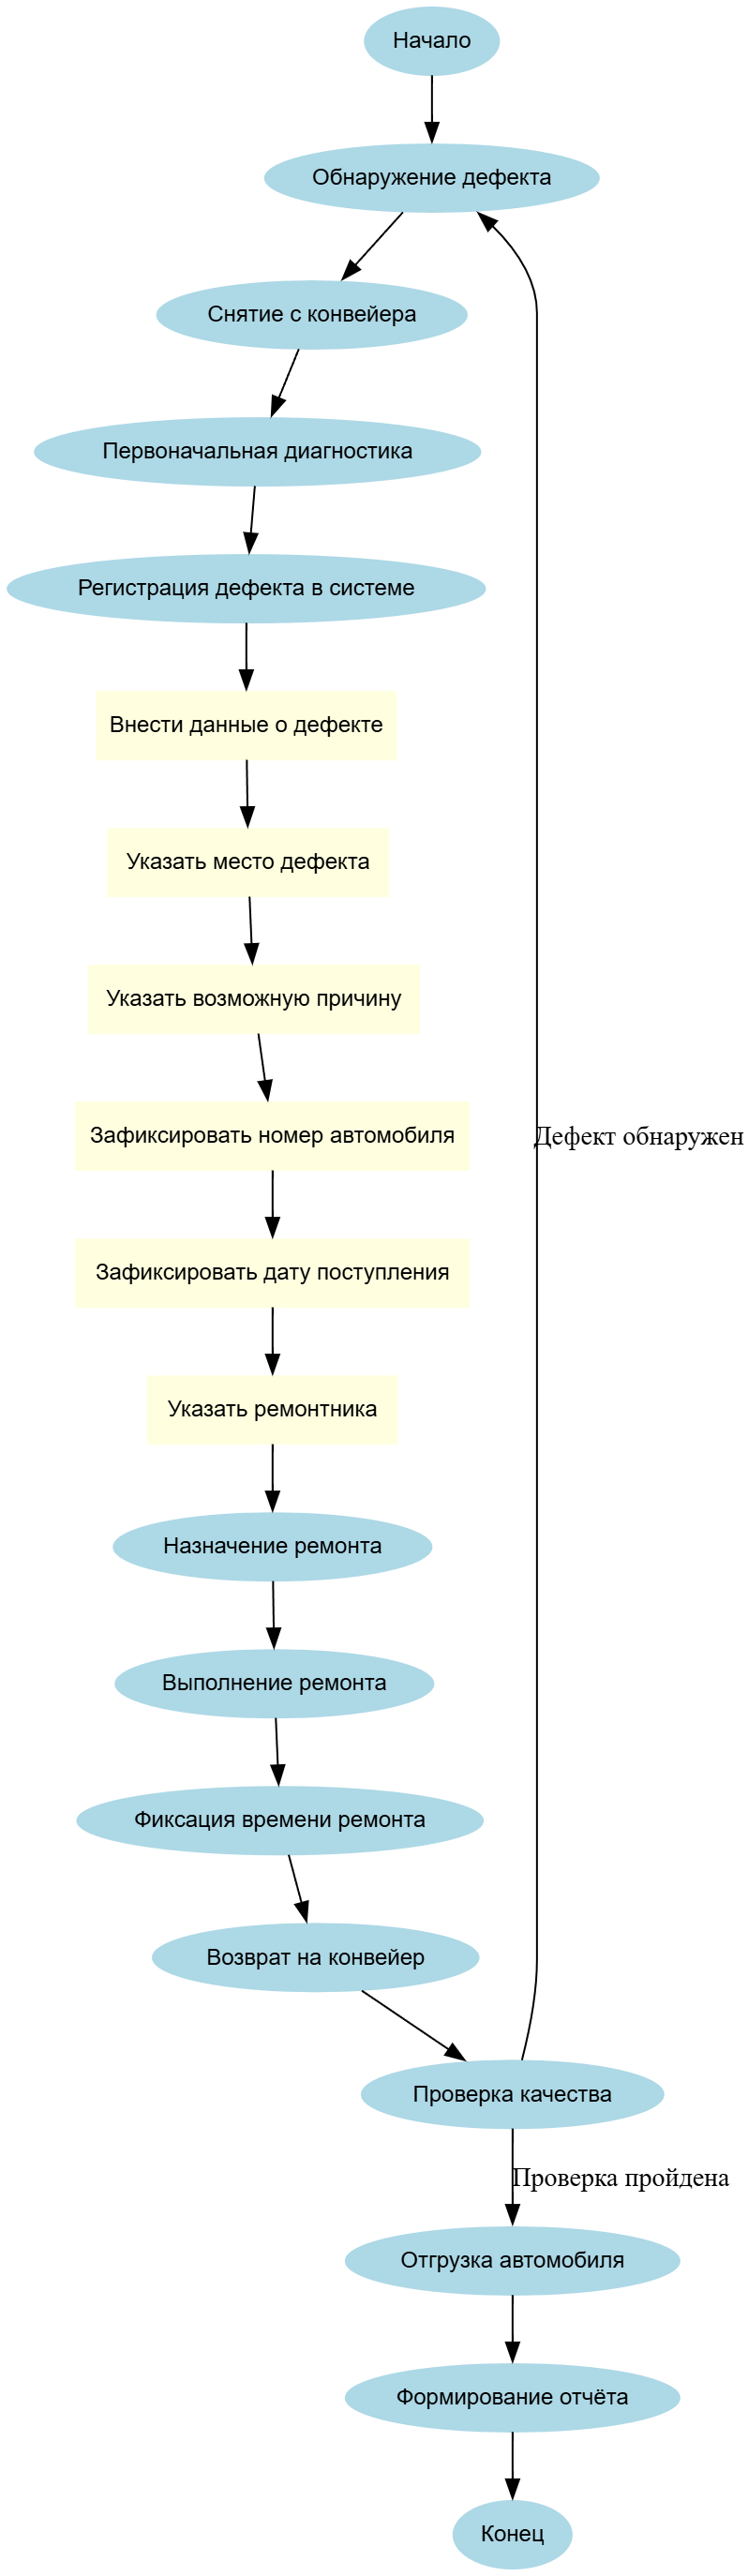 Начало
Обнаружение дефекта
Снятие с конвейера
Первоначальная диагностика
Регистрация дефекта в системе
Внести данные о дефекте
Указать место дефекта
Указать возможную причину
Зафиксировать номер автомобиля
Дефект обнаружен
Зафиксировать дату поступления
Указать ремонтника
Назначение ремонта
Выполнение ремонта
Фиксация времени ремонта
Возврат на конвейер
Проверка качества
Проверка пройдена
Отгрузка автомобиля
Формирование отчёта
Конец